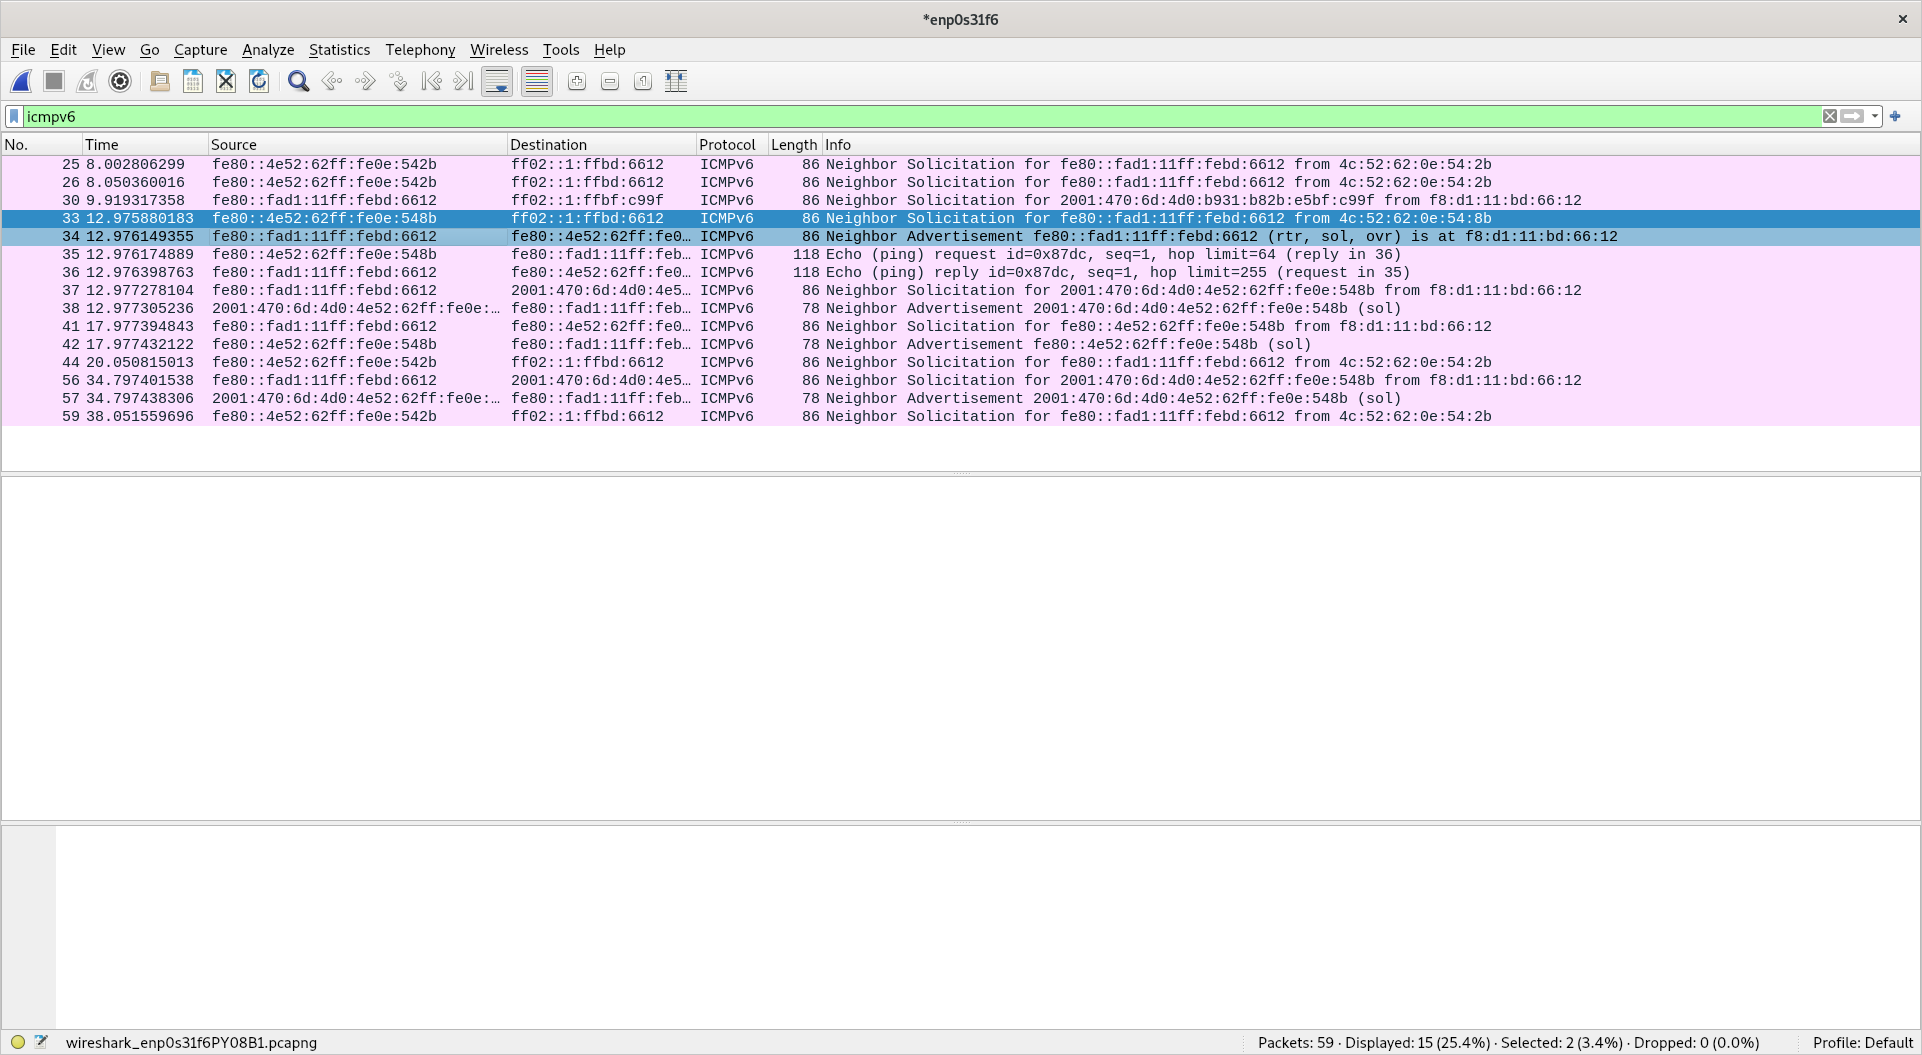 *enp0s31f6
File Edit View Go Capture Analyze Statistics Telephony Wireless Tools Help
icmpv6
No. Time Source Destination Protocol Length Info
25 8.002806299 fe80::4e52:62ff:fe0e:542b ff02::1:ffbd:6612 ICMPv6 86 Neighbor Solicitation for fe80::fad1:11ff:febd:6612 from 4c:52:62:0e:54:2b
26 8.050360016 fe80::4e52:62ff:fe0e:542b ff02::1:ffbd:6612 ICMPv6 86 Neighbor Solicitation for fe80::fad1:11ff:febd:6612 from 4c:52:62:0e:54:2b
30 9.919317358 fe80::fad1:11ff:febd:6612 ff02::1:ffbf:c99f ICMPv6 86 Neighbor Solicitation for 2001:470:6d:4d0:b931:b82b:e5bf:c99f from f8:d1:11:bd:66:12
33 12.975880183 fe80::4e52:62ff:fe0e:548b ff02::1:ffbd:6612 ICMPv6 86 Neighbor Solicitation for fe80::fad1:11ff:febd:6612 from 4c:52:62:0e:54:8b
34 12.976149355 fe80::fad1:11ff:febd:6612 fe80::4e52:62ff:fe0… ICMPv6 86 Neighbor Advertisement fe80::fad1:11ff:febd:6612 (rtr, sol, ovr) is at f8:d1:11:bd:66:12
35 12.976174889 fe80::4e52:62ff:fe0e:548b fe80::fad1:11ff:feb… ICMPv6 118 Echo (ping) request id=0x87dc, seq=1, hop limit=64 (reply in 36)
36 12.976398763 fe80::fad1:11ff:febd:6612 fe80::4e52:62ff:fe0… ICMPv6 118 Echo (ping) reply id=0x87dc, seq=1, hop limit=255 (request in 35)
37 12.977278104 fe80::fad1:11ff:febd:6612 2001:470:6d:4d0:4e5… ICMPv6 86 Neighbor Solicitation for 2001:470:6d:4d0:4e52:62ff:fe0e:548b from f8:d1:11:bd:66:12
38 12.977305236 2001:470:6d:4d0:4e52:62ff:fe0e:… fe80::fad1:11ff:feb… ICMPv6 78 Neighbor Advertisement 2001:470:6d:4d0:4e52:62ff:fe0e:548b (sol)
41 17.977394843 fe80::fad1:11ff:febd:6612 fe80::4e52:62ff:fe0… ICMPv6 86 Neighbor Solicitation for fe80::4e52:62ff:fe0e:548b from f8:d1:11:bd:66:12
42 17.977432122 fe80::4e52:62ff:fe0e:548b fe80::fad1:11ff:feb… ICMPv6 78 Neighbor Advertisement fe80::4e52:62ff:fe0e:548b (sol)
44 20.050815013 fe80::4e52:62ff:fe0e:542b ff02::1:ffbd:6612 ICMPv6 86 Neighbor Solicitation for fe80::fad1:11ff:febd:6612 from 4c:52:62:0e:54:2b
56 34.797401538 fe80::fad1:11ff:febd:6612 2001:470:6d:4d0:4e5… ICMPv6 86 Neighbor Solicitation for 2001:470:6d:4d0:4e52:62ff:fe0e:548b from f8:d1:11:bd:66:12
57 34.797438306 2001:470:6d:4d0:4e52:62ff:fe0e:… fe80::fad1:11ff:feb… ICMPv6 78 Neighbor Advertisement 2001:470:6d:4d0:4e52:62ff:fe0e:548b (sol)
59 38.051559696 fe80::4e52:62ff:fe0e:542b ff02::1:ffbd:6612 ICMPv6 86 Neighbor Solicitation for fe80::fad1:11ff:febd:6612 from 4c:52:62:0e:54:2b
wireshark_enp0s31f6PY08B1.pcapng Packets: 59 · Displayed: 15 (25.4%) · Selected: 2 (3.4%) · Dropped: 0 (0.0%) Profile: Default